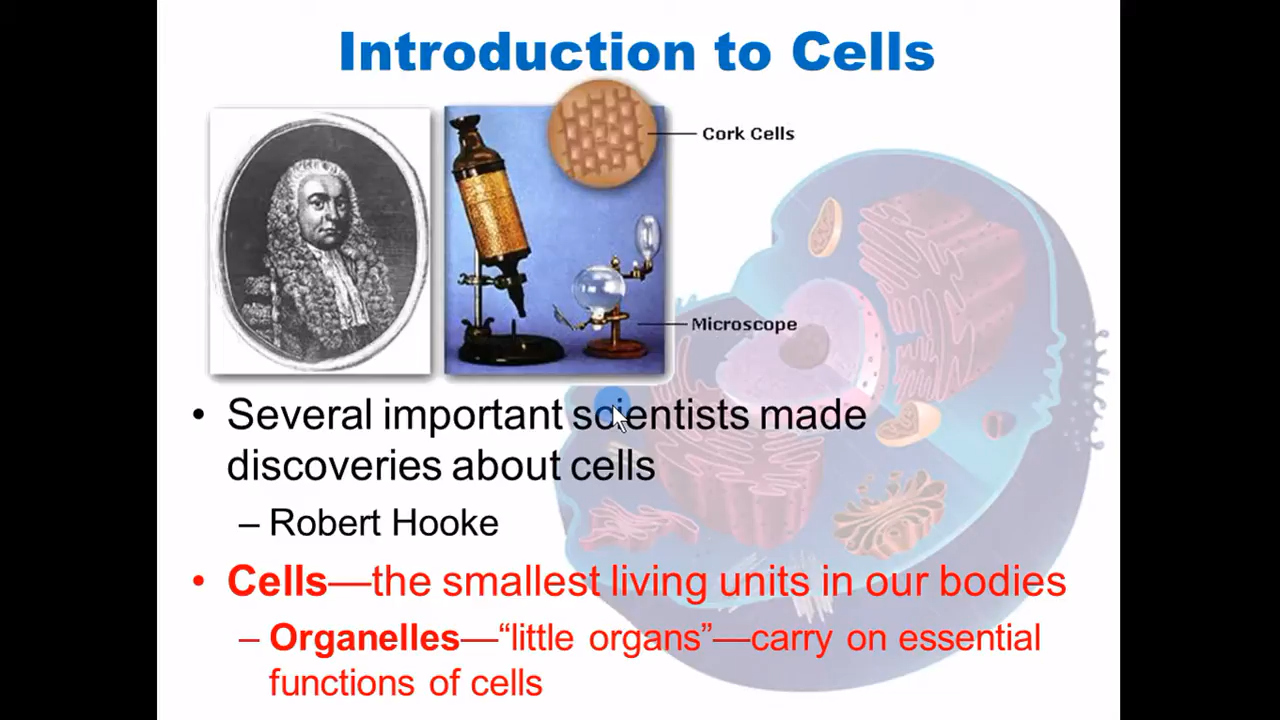 Introduction to Cells
Cork Cells
Microscope
• Several important scientists made
discoveries about cells
– Robert Hooke
• Cells—the smallest living units in our bodies
– Organelles—“little organs”—carry on essential
functions of cells